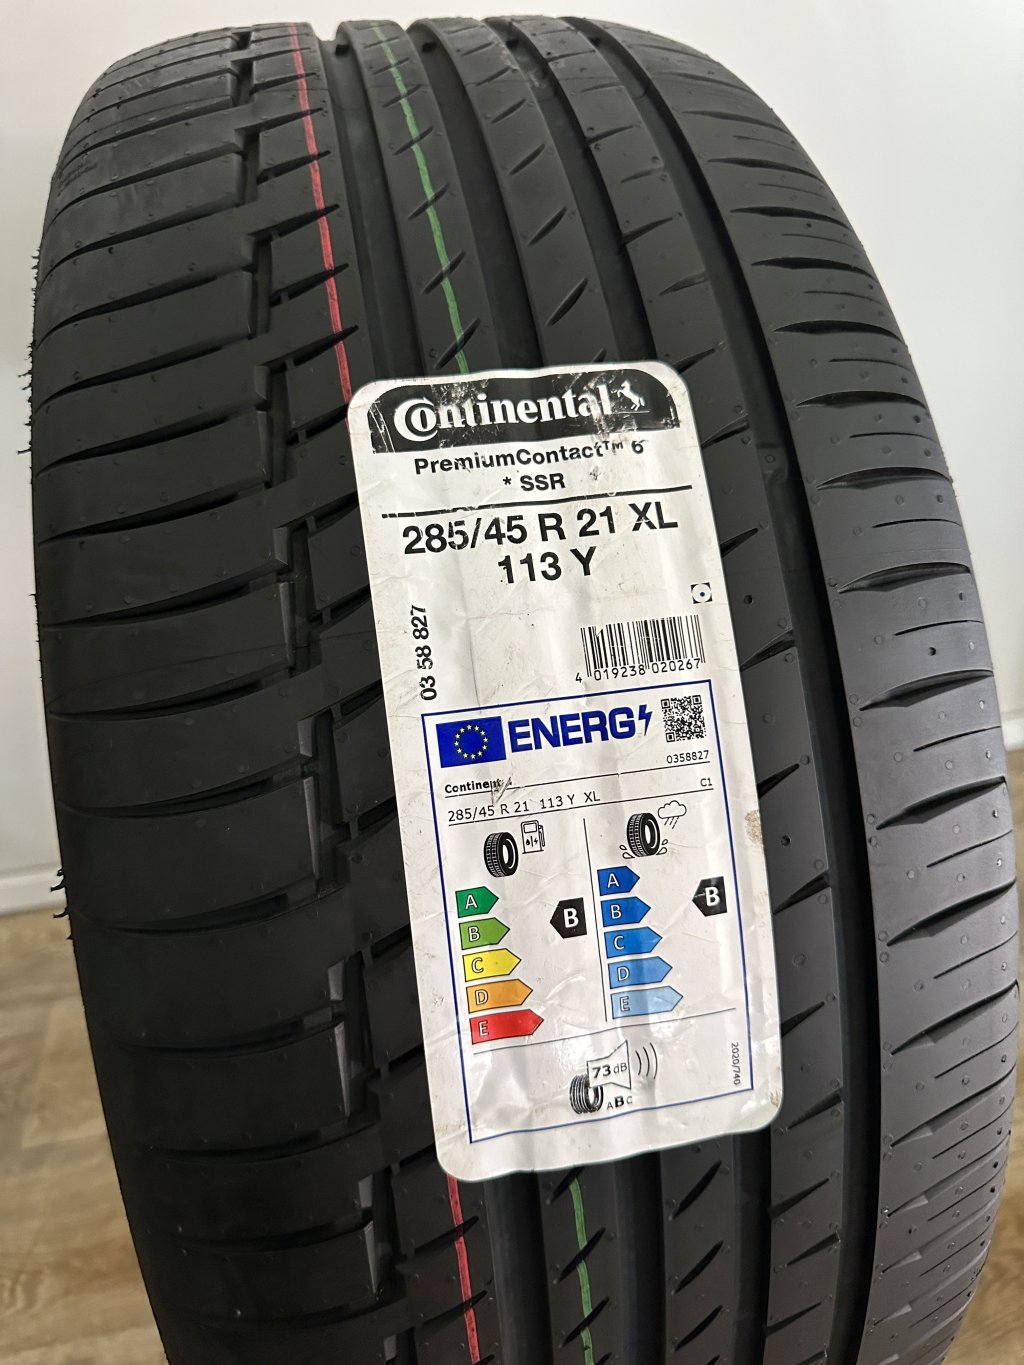 Continental
PremiumContact™ 6
* SSR
285/45 R 21 XL
113 Y
03 58 827
4 019238 020267
ENERG
0358827
Continental
C1
285/45 R 21 113 Y XL
A
B
C
D
E
B
A
B
C
D
E
B
73 dB
ABC
2020/740